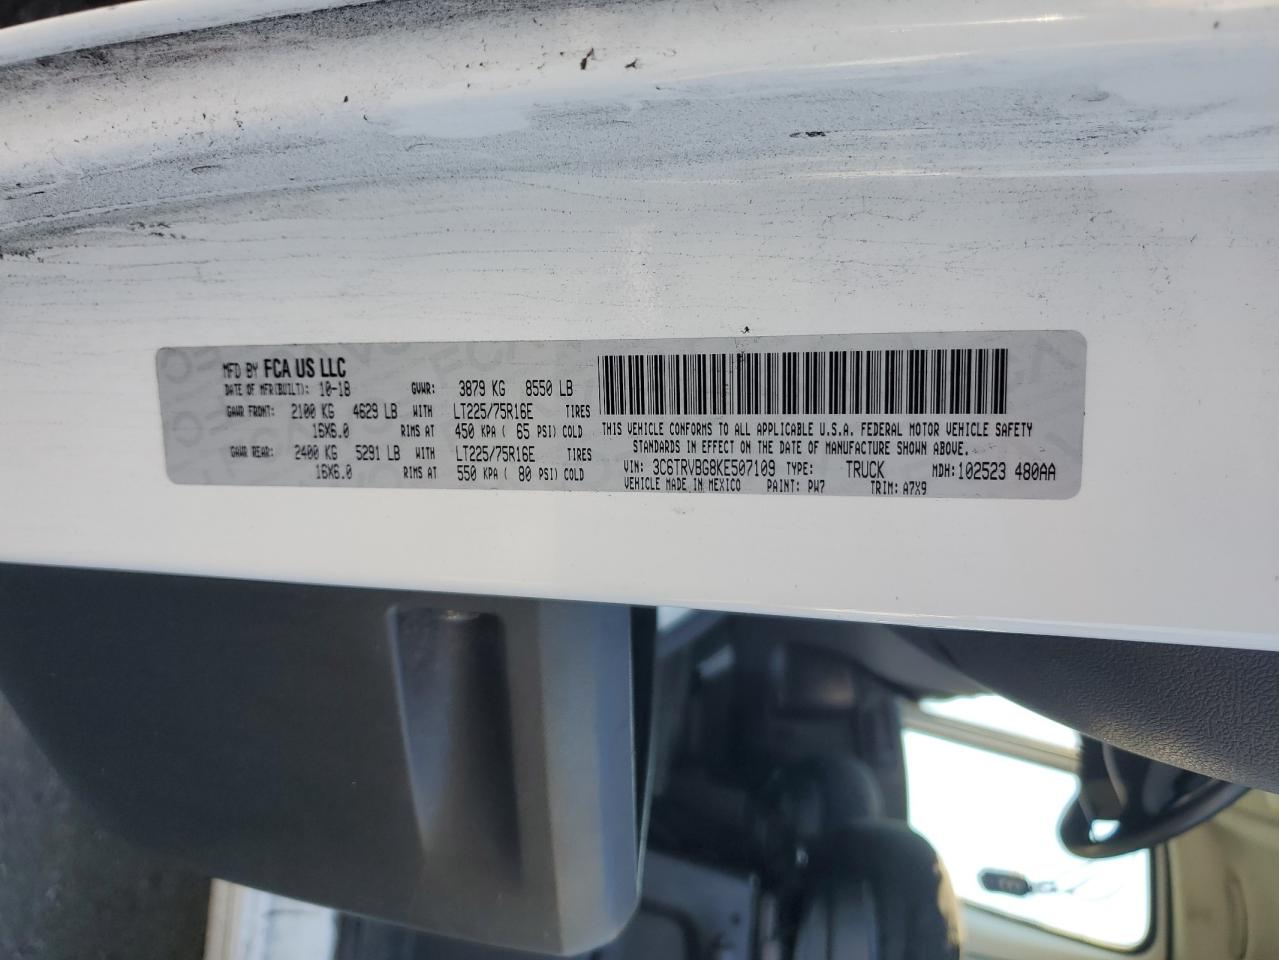 MFD BY FCA US LLC
DATE OF MFR(BUILT): 10-18 GVWR: 3879 KG 8550 LB
GAWR FRONT: 2100 KG 4629 LB WITH LT225/75R16E TIRES
16X6.0 RIMS AT 450 KPA ( 65 PSI) COLD
GAWR REAR: 2400 KG 5291 LB WITH LT225/75R16E TIRES
16X6.0 RIMS AT 550 KPA ( 80 PSI) COLD
THIS VEHICLE CONFORMS TO ALL APPLICABLE U.S.A. FEDERAL MOTOR VEHICLE SAFETY
STANDARDS IN EFFECT ON THE DATE OF MANUFACTURE SHOWN ABOVE.
VIN: 3C6TRVBG8KE507109 TYPE: TRUCK MDH: 102523 480AA
VEHICLE MADE IN MEXICO PAINT: PW7 TRIM: A7X9